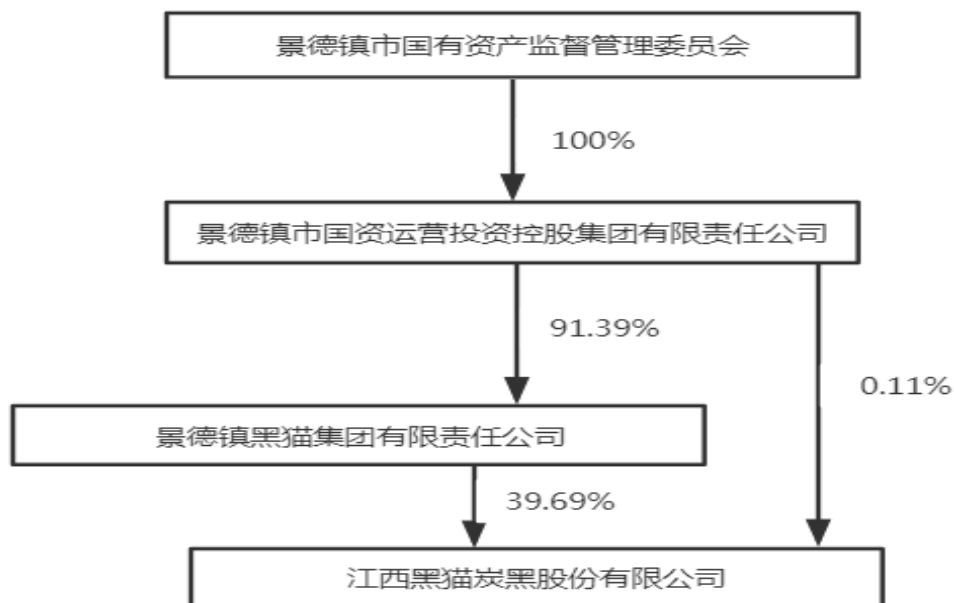 景德镇市国有资产监督管理委员会
100%
景德镇市国资运营投资控股集团有限责任公司
91.39%
0.11%
景德镇黑猫集团有限责任公司
39.69%
江西黑猫炭黑股份有限公司